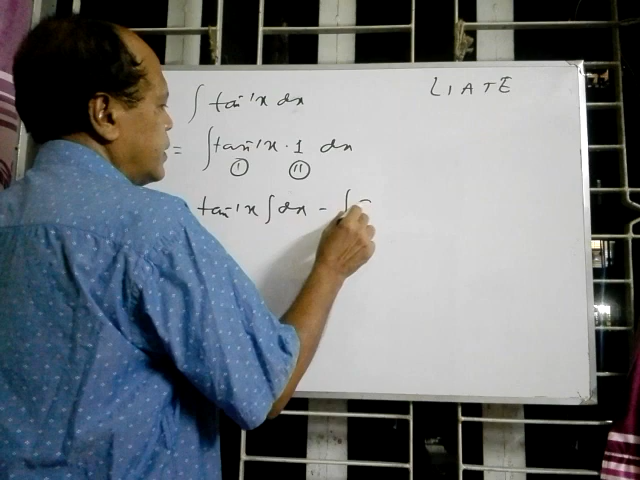 LIATE
∫ tan⁻¹x dx
= ∫ tan⁻¹x · 1 dx
I II
tan⁻¹x ∫ dx - ∫